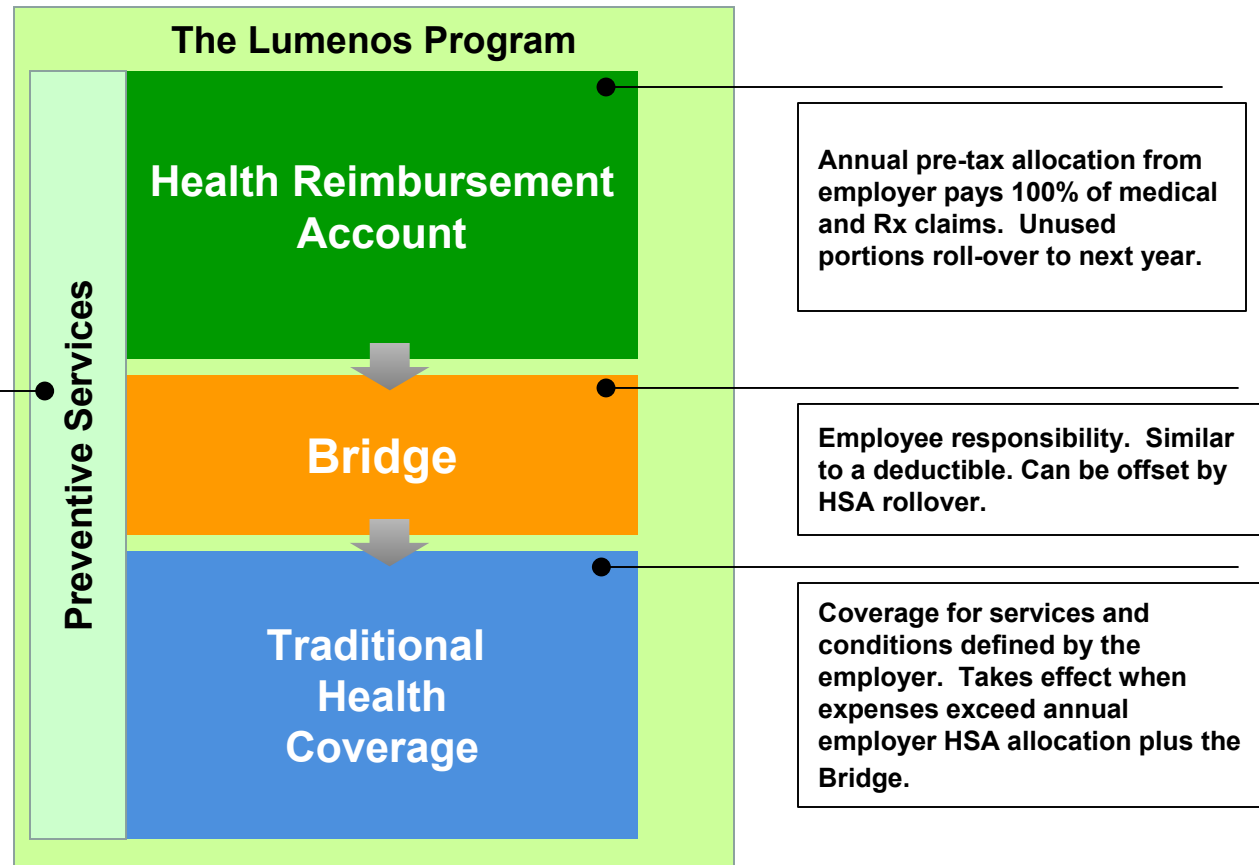 The Lumenos Program
Preventive Services
Health Reimbursement
Account
Annual pre-tax allocation from
employer pays 100% of medical
and Rx claims.  Unused
portions roll-over to next year.
Bridge
Employee responsibility.  Similar
to a deductible. Can be offset by
HSA rollover.
Traditional
Health
Coverage
Coverage for services and
conditions defined by the
employer.  Takes effect when
expenses exceed annual
employer HSA allocation plus the
Bridge.